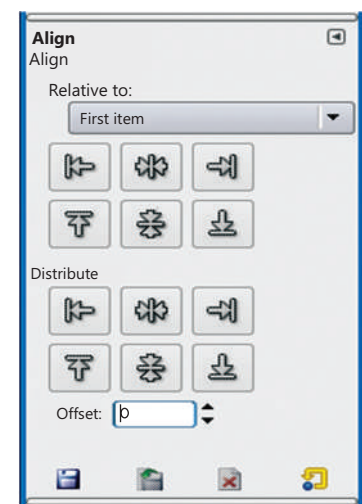 Align
Align
Relative to:
First item
Distribute
Offset: 0